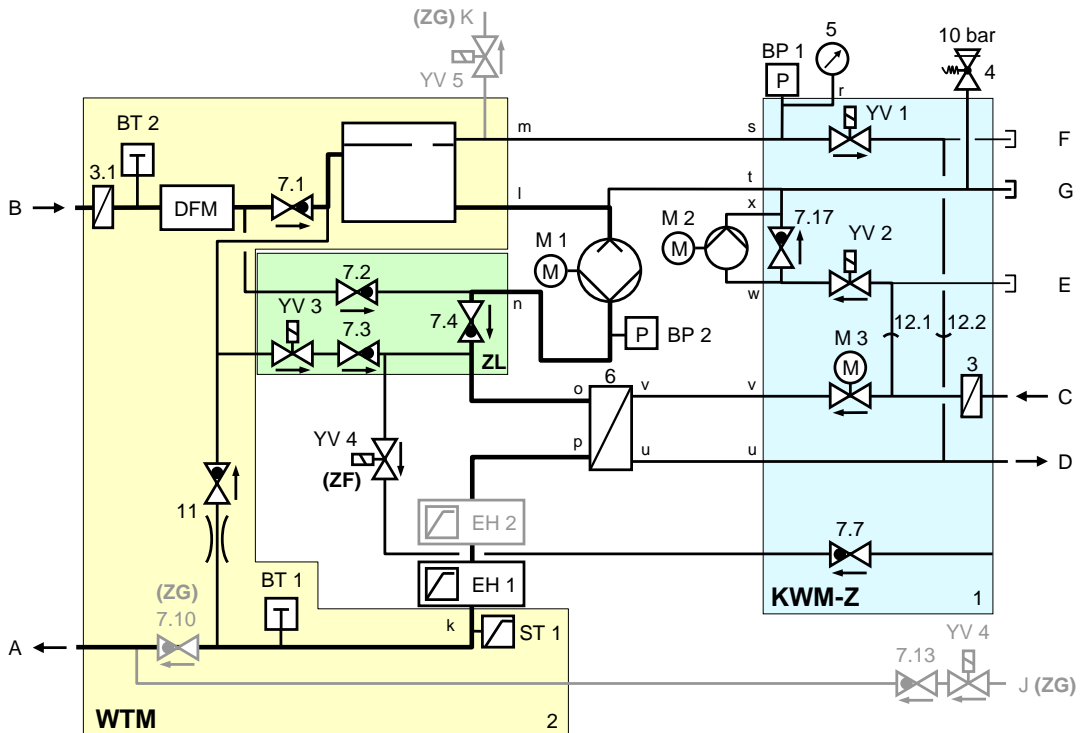 (ZG) K
YV 5
BP 1
P
5
r
10 bar
4
BT 2
T
3.1
B
DFM
7.1
m
s
YV 1
F
l
t
G
x
M 1
M
M 2
M
7.17
YV 2
7.2
YV 3
7.3
7.4
n
w
E
12.1
12.2
P
BP 2
ZL
M 3
M
3
o
6
v
v
C
YV 4
(ZF)
p
u
u
D
11
EH 2
7.7
BT 1
T
EH 1
KWM-Z
1
(ZG)
7.10
k
ST 1
A
YV 4
7.13
J (ZG)
WTM
2